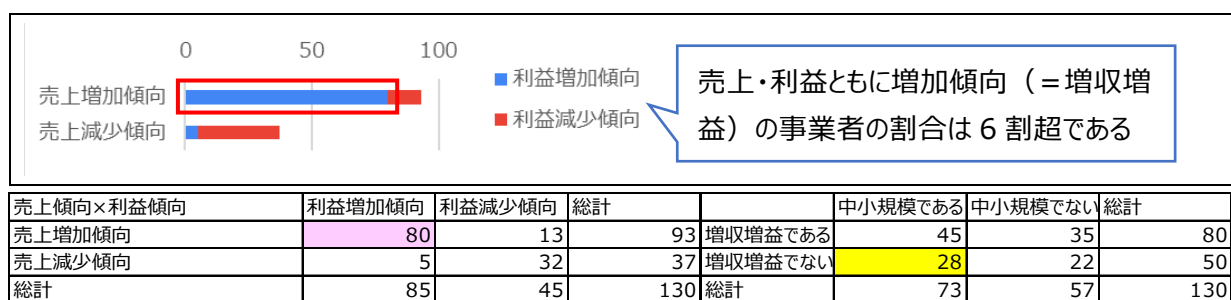 0 50 100
売上増加傾向
売上減少傾向
利益増加傾向
利益減少傾向
売上・利益ともに増加傾向（＝増収増
益）の事業者の割合は 6 割超である
売上傾向×利益傾向 利益増加傾向 利益減少傾向 総計 中小規模である 中小規模でない 総計
売上増加傾向 80 13 93 増収増益である 45 35 80
売上減少傾向 5 32 37 増収増益でない 28 22 50
総計 85 45 130 総計 73 57 130